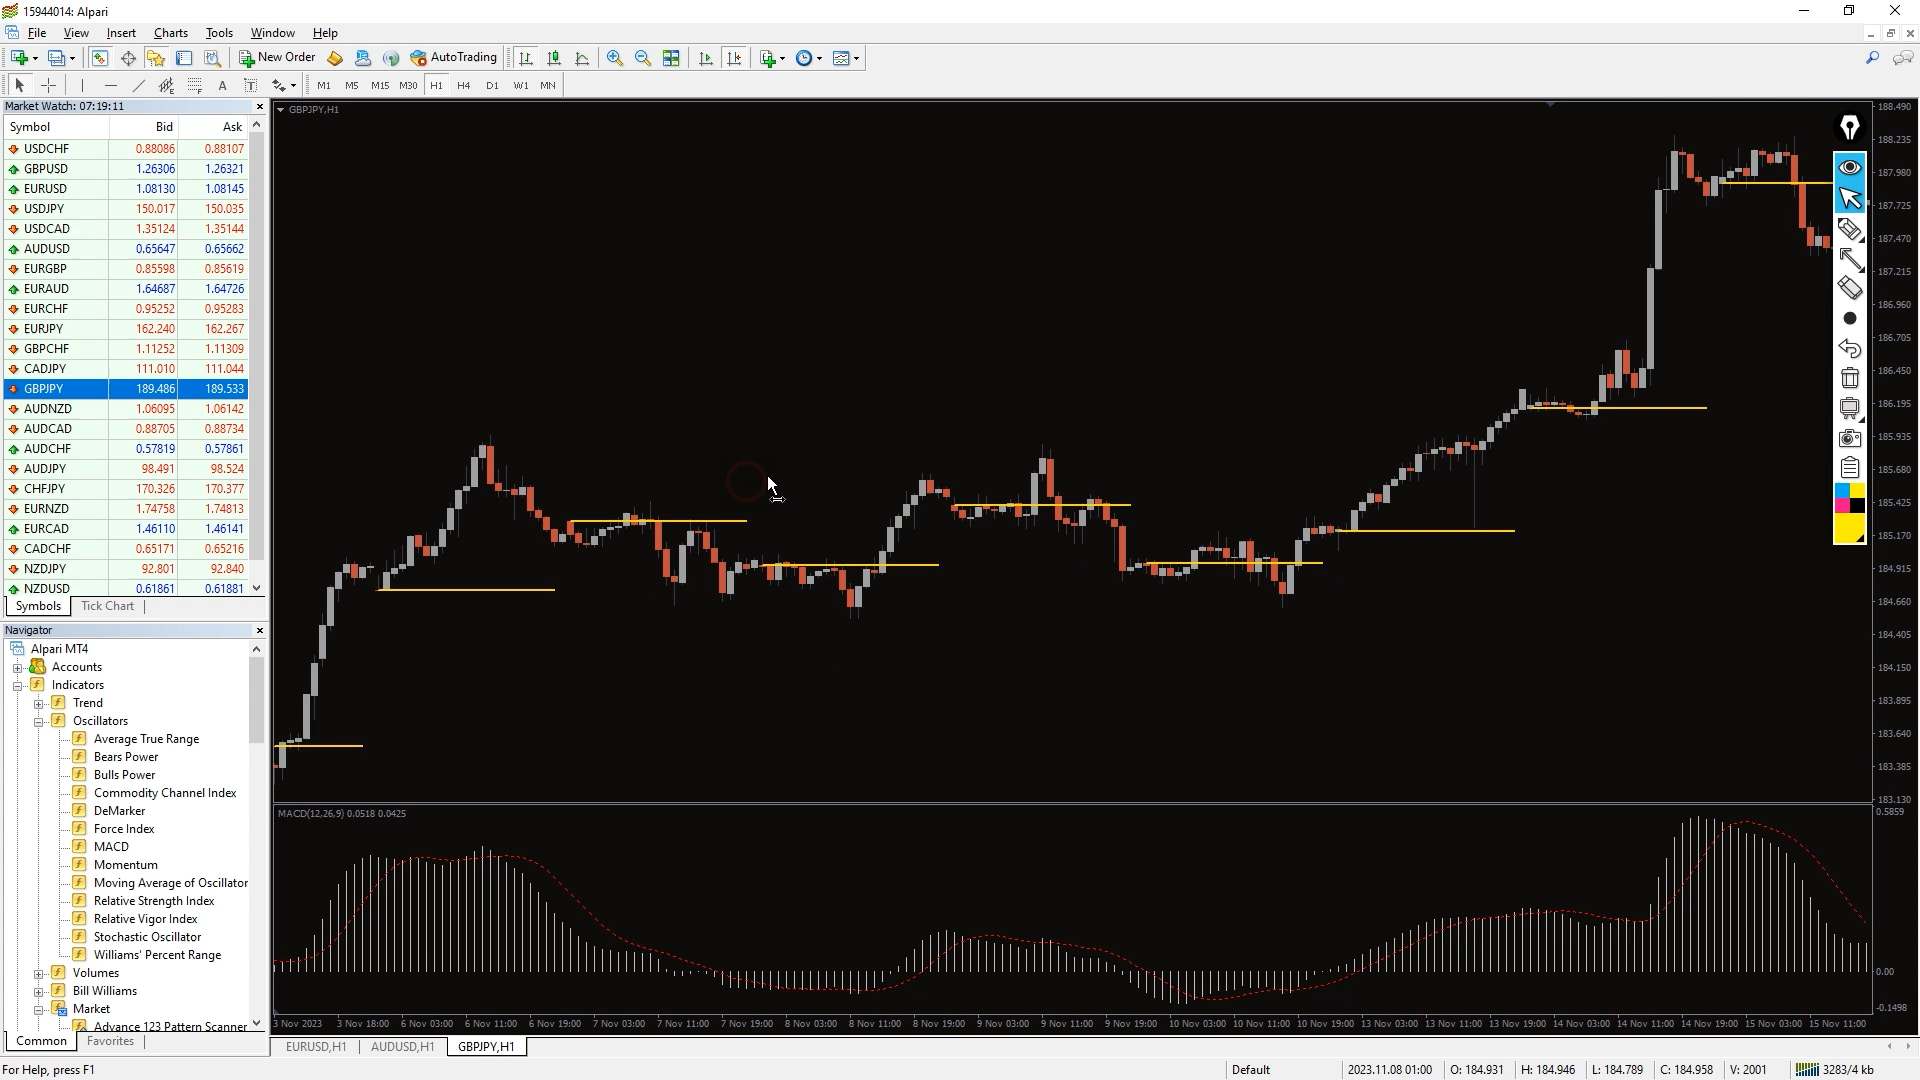 15944014: Alpari
File View Insert Charts Tools Window Help
New Order AutoTrading
A T M1 M5 M15 M30 H1 H4 D1 W1 MN
Market Watch: 07:19:11
Symbol Bid Ask
USDCHF 0.88086 0.88107
GBPUSD 1.26306 1.26321
EURUSD 1.08130 1.08145
USDJPY 150.017 150.035
USDCAD 1.35124 1.35144
AUDUSD 0.65647 0.65662
EURGBP 0.85598 0.85619
EURAUD 1.64687 1.64726
EURCHF 0.95252 0.95283
EURJPY 162.240 162.267
GBPCHF 1.11252 1.11309
CADJPY 111.010 111.044
GBPJPY 189.486 189.533
AUDNZD 1.06095 1.06142
AUDCAD 0.88705 0.88734
AUDCHF 0.57819 0.57861
AUDJPY 98.491 98.524
CHFJPY 170.326 170.377
EURNZD 1.74758 1.74813
EURCAD 1.46110 1.46141
CADCHF 0.65171 0.65216
NZDJPY 92.801 92.840
NZDUSD 0.61861 0.61881
Symbols Tick Chart
Navigator
Alpari MT4
Accounts
Indicators
Trend
Oscillators
Average True Range
Bears Power
Bulls Power
Commodity Channel Index
DeMarker
Force Index
MACD
Momentum
Moving Average of Oscillator
Relative Strength Index
Relative Vigor Index
Stochastic Oscillator
Williams' Percent Range
Volumes
Bill Williams
Market
Advance 123 Pattern Scanner
Common Favorites
GBPJPY,H1
188.490
188.235
187.980
187.725
187.470
187.215
186.960
186.705
186.450
186.195
185.935
185.680
185.425
185.170
184.915
184.660
184.405
184.150
183.895
183.640
183.385
183.130
MACD(12,26,9) 0.0518 0.0425
0.5859
0.00
-0.1498
3 Nov 2023 3 Nov 18:00 6 Nov 03:00 6 Nov 11:00 6 Nov 19:00 7 Nov 03:00 7 Nov 11:00 7 Nov 19:00 8 Nov 03:00 8 Nov 11:00 8 Nov 19:00 9 Nov 03:00 9 Nov 11:00 9 Nov 19:00 10 Nov 03:00 10 Nov 11:00 10 Nov 19:00 13 Nov 03:00 13 Nov 11:00 13 Nov 19:00 14 Nov 03:00 14 Nov 11:00 14 Nov 19:00 15 Nov 03:00 15 Nov 11:00
EURUSD,H1 AUDUSD,H1 GBPJPY,H1
For Help, press F1 Default 2023.11.08 01:00 O: 184.931 H: 184.946 L: 184.789 C: 184.958 V: 2001 3283/4 kb